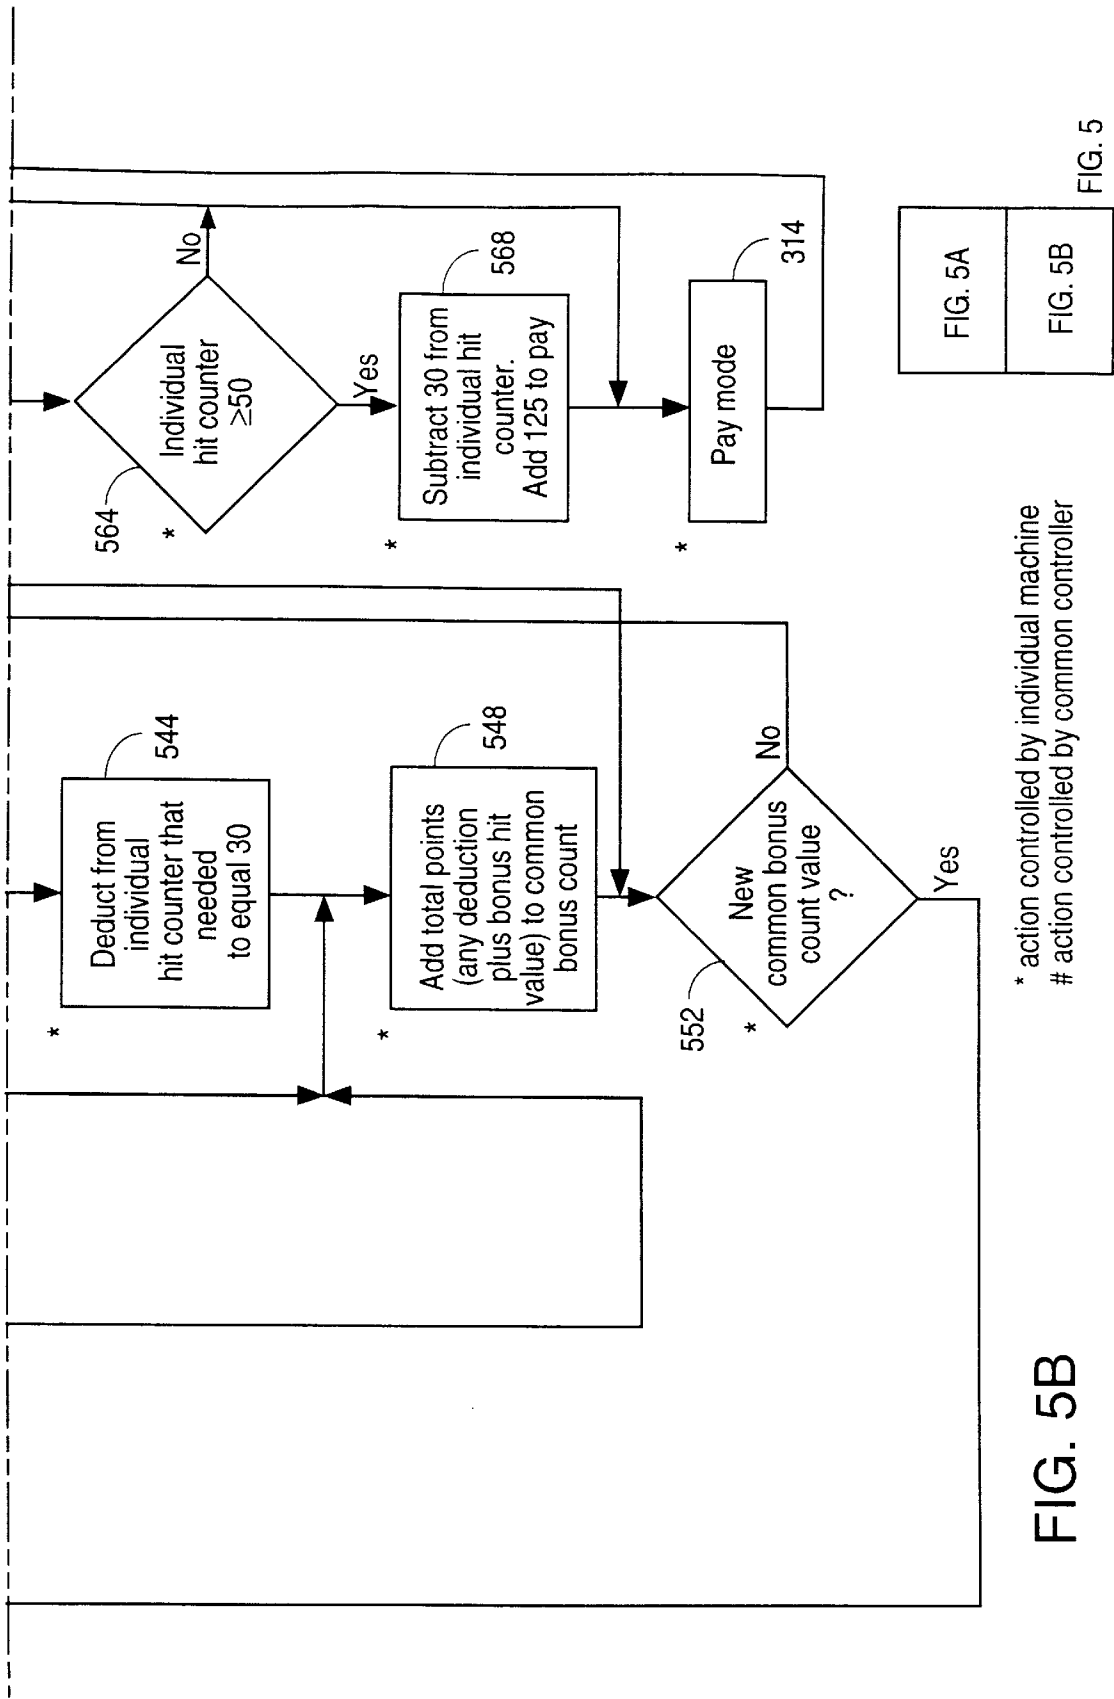 544
*
Deduct from
individual
hit counter that
needed
to equal 30
548
*
Add total points
(any deduction
plus bonus hit
value) to common
bonus count
552
*
New
common bonus
count value
?
No
Yes
564
*
Individual
hit counter
≥50
No
Yes
568
*
Subtract 30 from
individual hit
counter.
Add 125 to pay
314
*
Pay mode
* action controlled by individual machine
# action controlled by common controller
FIG. 5A
FIG. 5B
FIG. 5
FIG. 5B